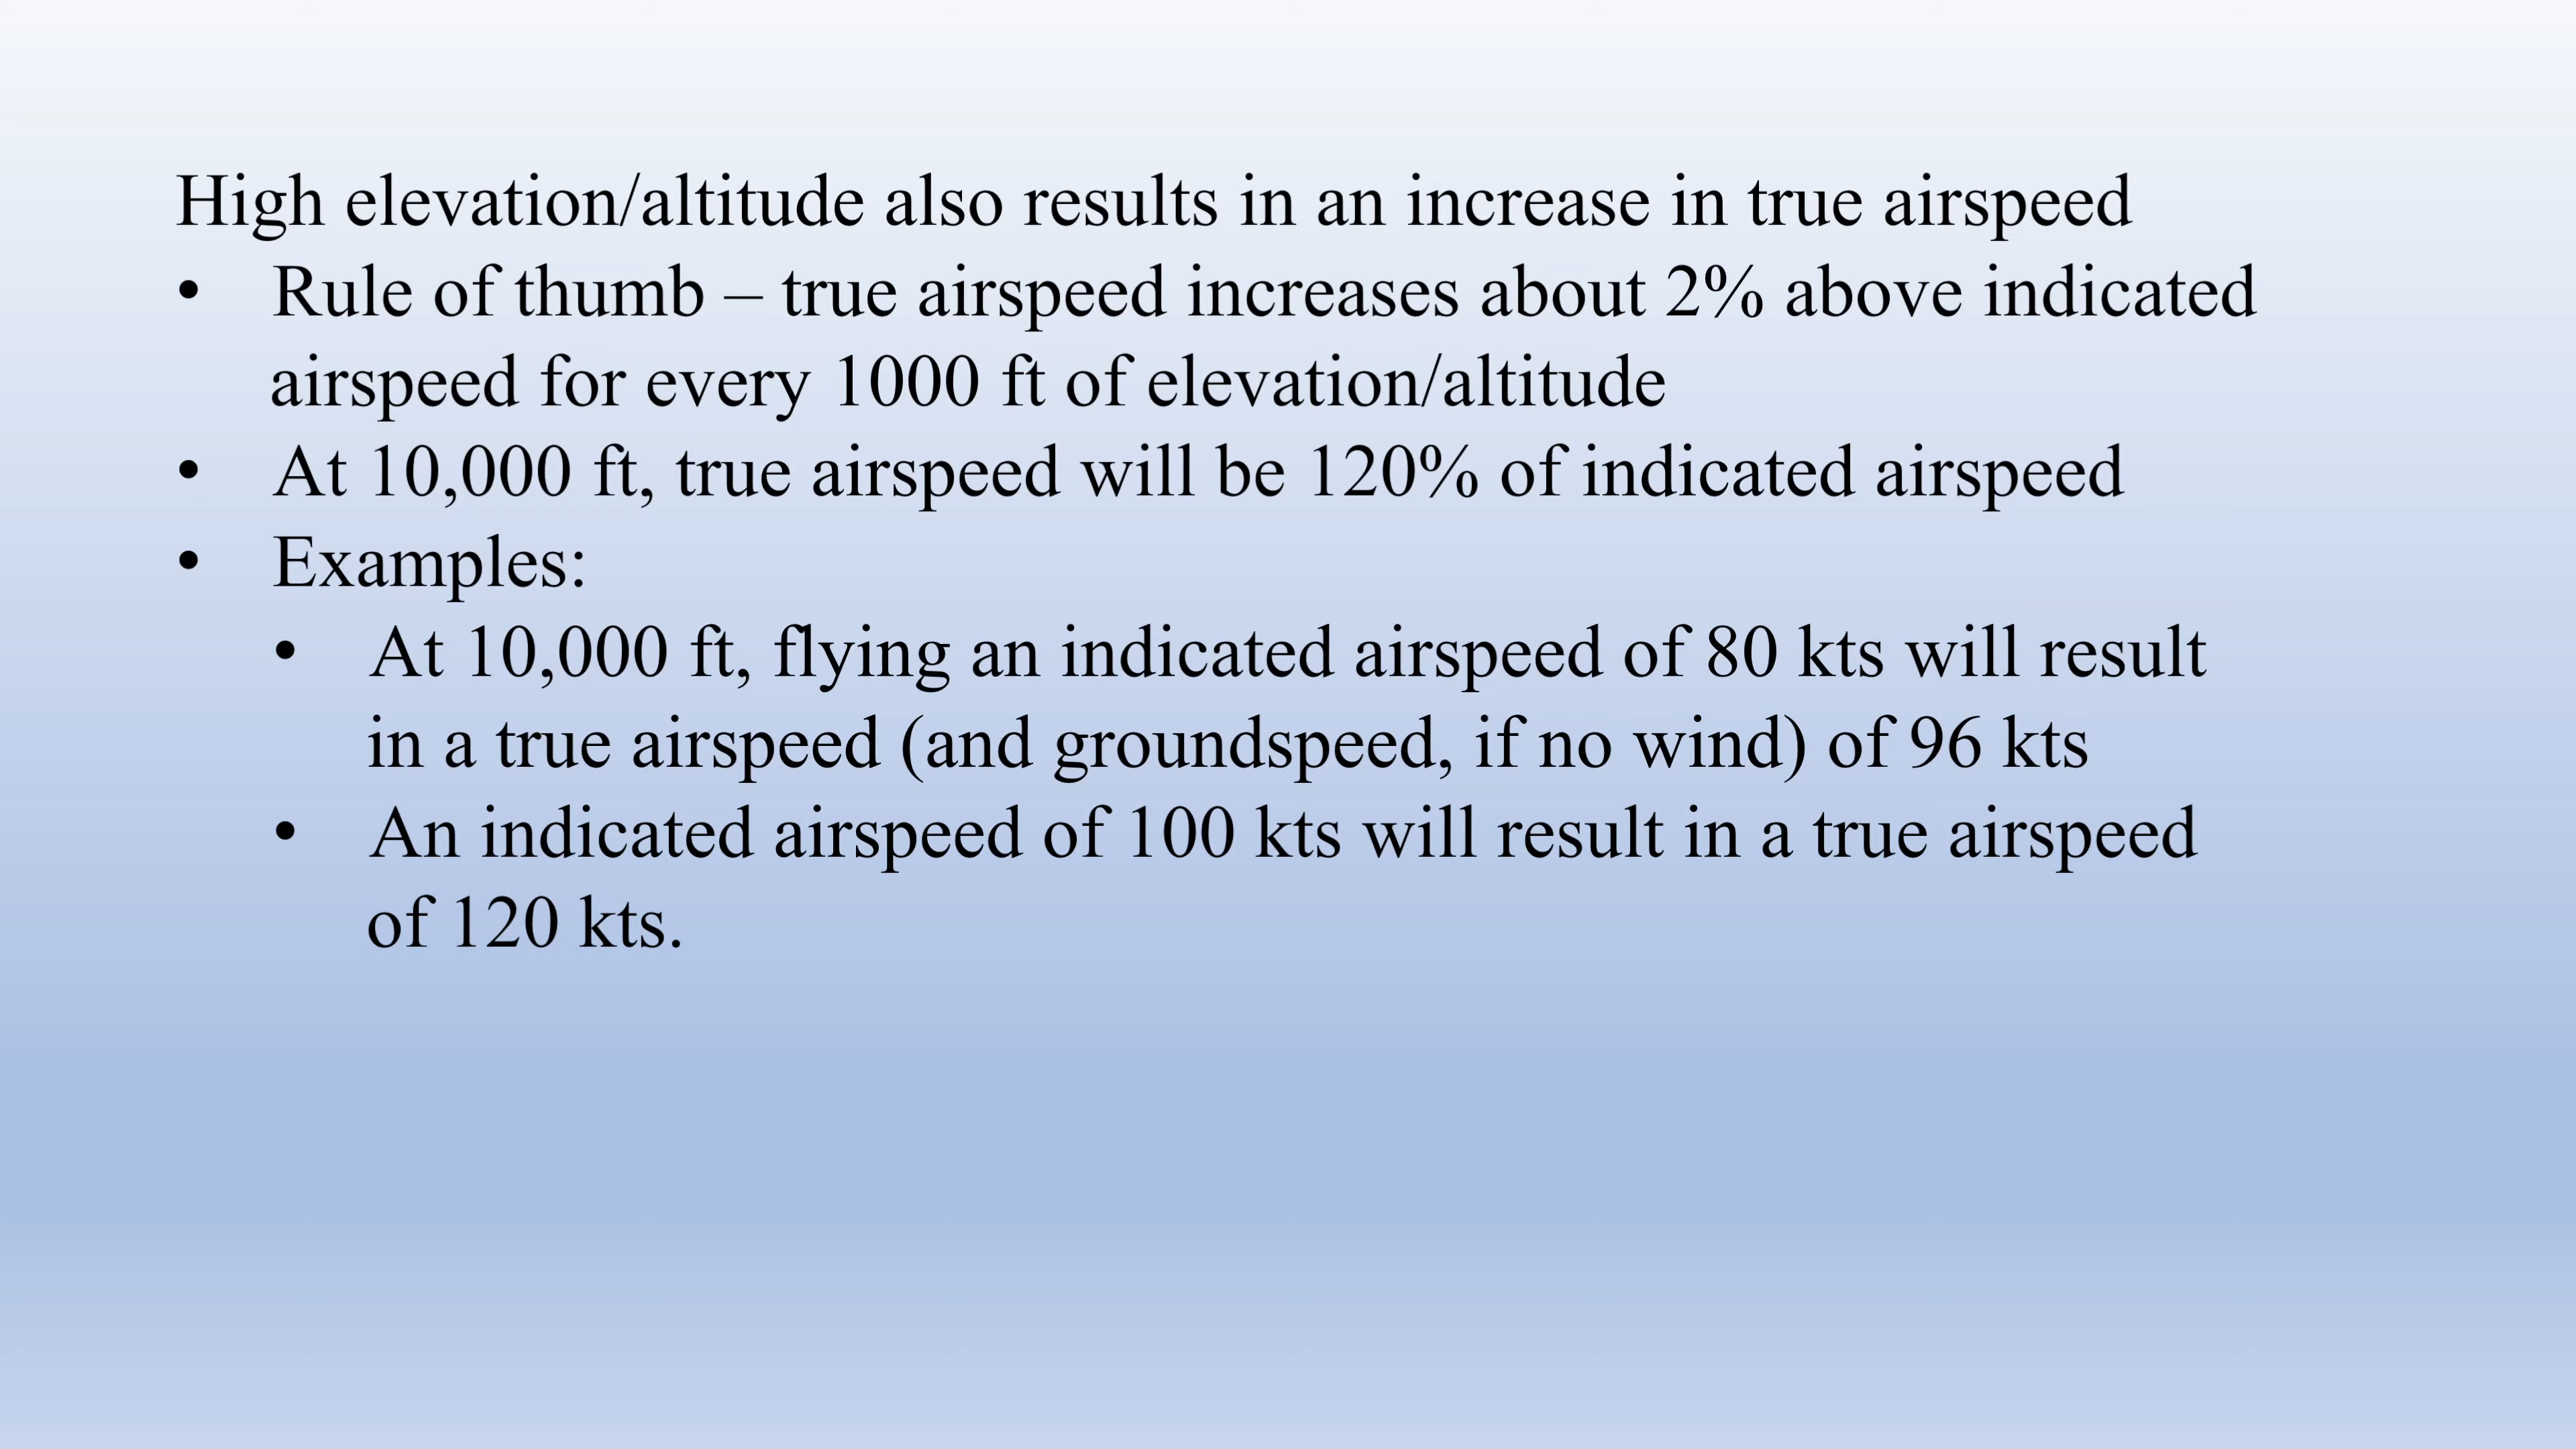 High elevation/altitude also results in an increase in true airspeed
• Rule of thumb – true airspeed increases about 2% above indicated
airspeed for every 1000 ft of elevation/altitude
• At 10,000 ft, true airspeed will be 120% of indicated airspeed
• Examples:
• At 10,000 ft, flying an indicated airspeed of 80 kts will result
in a true airspeed (and groundspeed, if no wind) of 96 kts
• An indicated airspeed of 100 kts will result in a true airspeed
of 120 kts.